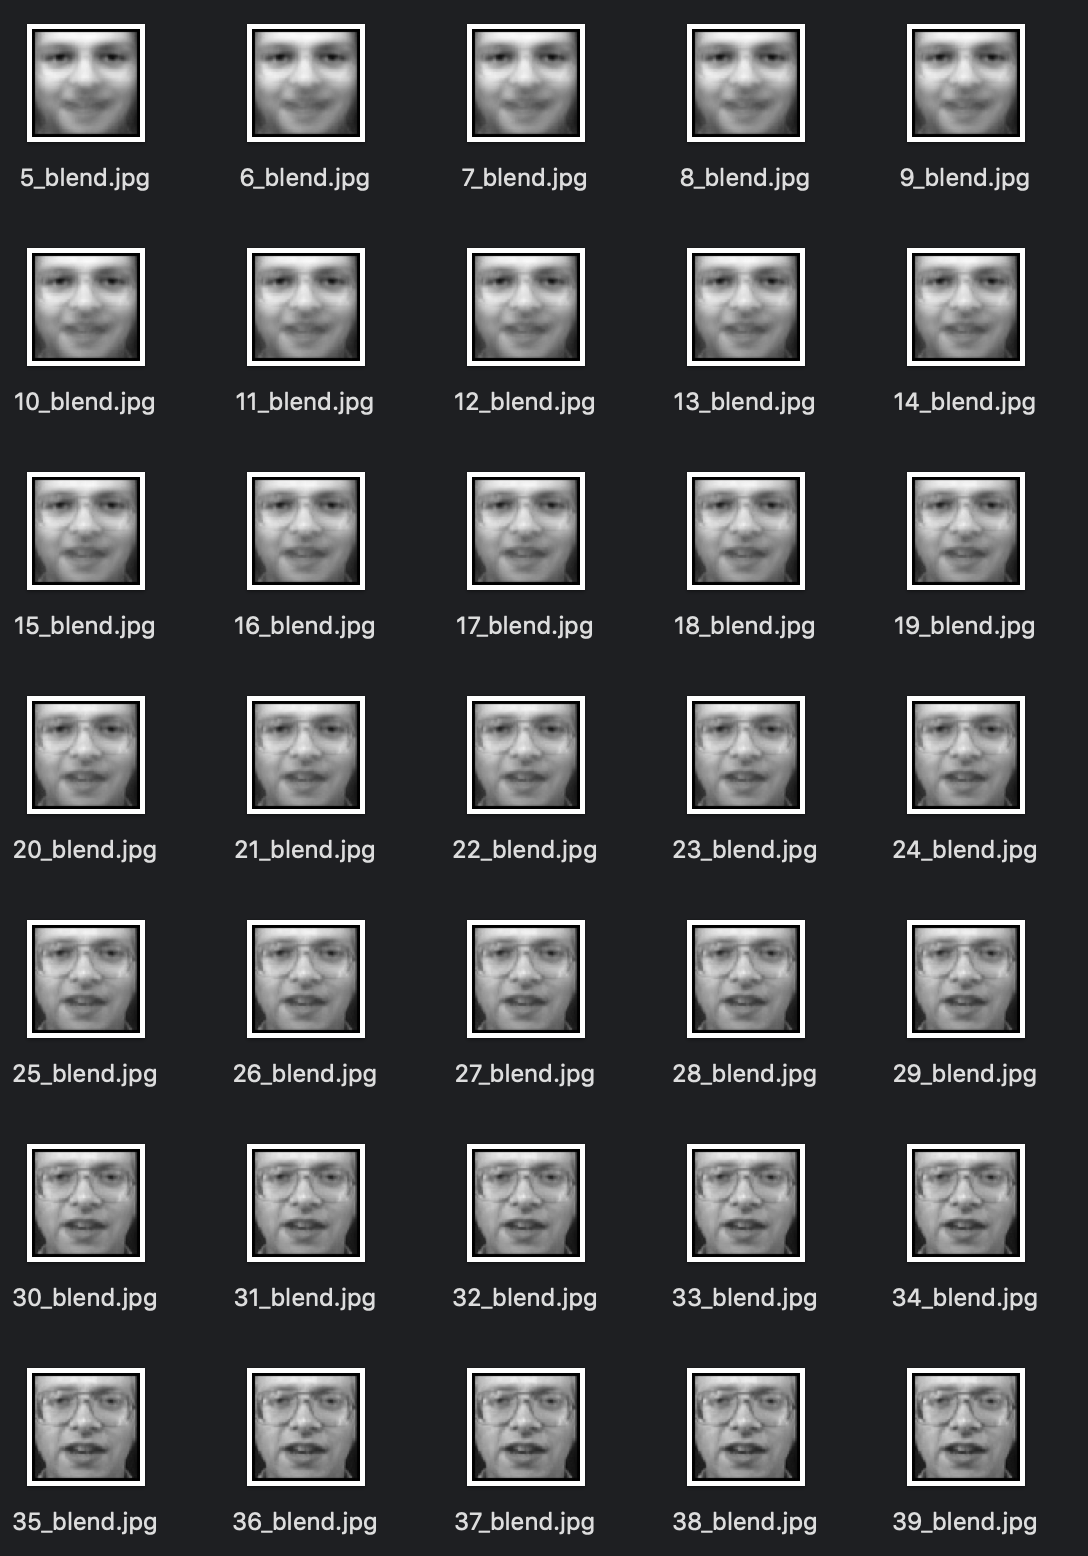 5_blend.jpg 6_blend.jpg 7_blend.jpg 8_blend.jpg 9_blend.jpg
10_blend.jpg 11_blend.jpg 12_blend.jpg 13_blend.jpg 14_blend.jpg
15_blend.jpg 16_blend.jpg 17_blend.jpg 18_blend.jpg 19_blend.jpg
20_blend.jpg 21_blend.jpg 22_blend.jpg 23_blend.jpg 24_blend.jpg
25_blend.jpg 26_blend.jpg 27_blend.jpg 28_blend.jpg 29_blend.jpg
30_blend.jpg 31_blend.jpg 32_blend.jpg 33_blend.jpg 34_blend.jpg
35_blend.jpg 36_blend.jpg 37_blend.jpg 38_blend.jpg 39_blend.jpg